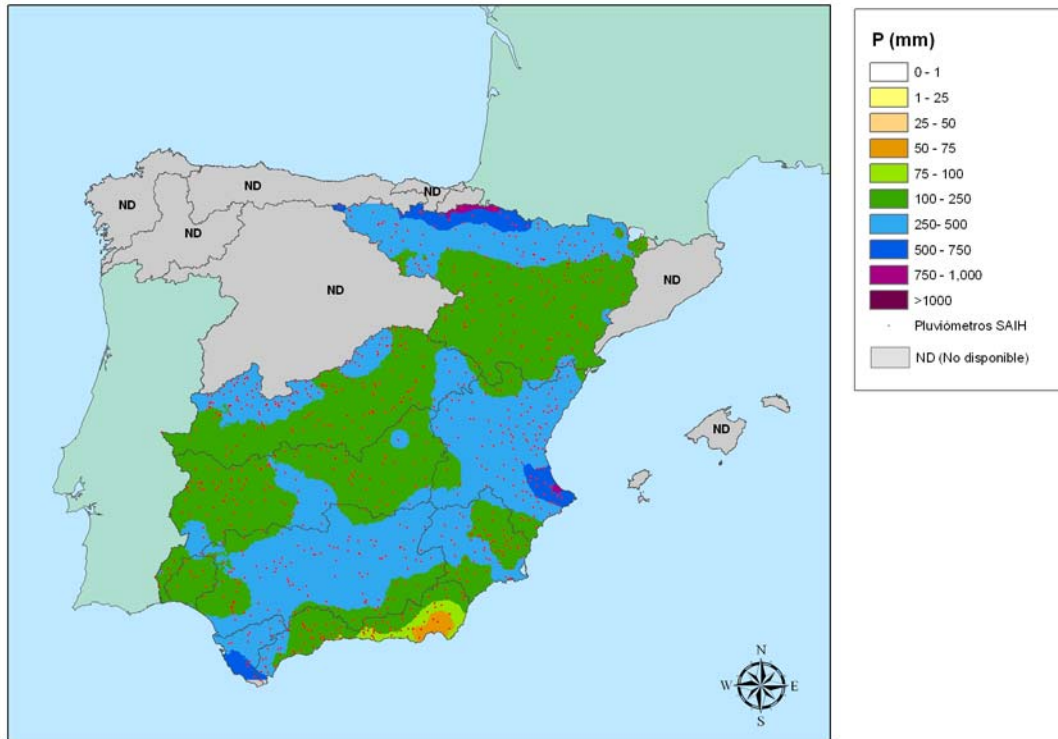 ND
ND
ND
ND
ND
ND
ND
N
W E
S
P (mm)
0 - 1
1 - 25
25 - 50
50 - 75
75 - 100
100 - 250
250- 500
500 - 750
750 - 1,000
>1000
Pluviómetros SAIH
ND (No disponible)